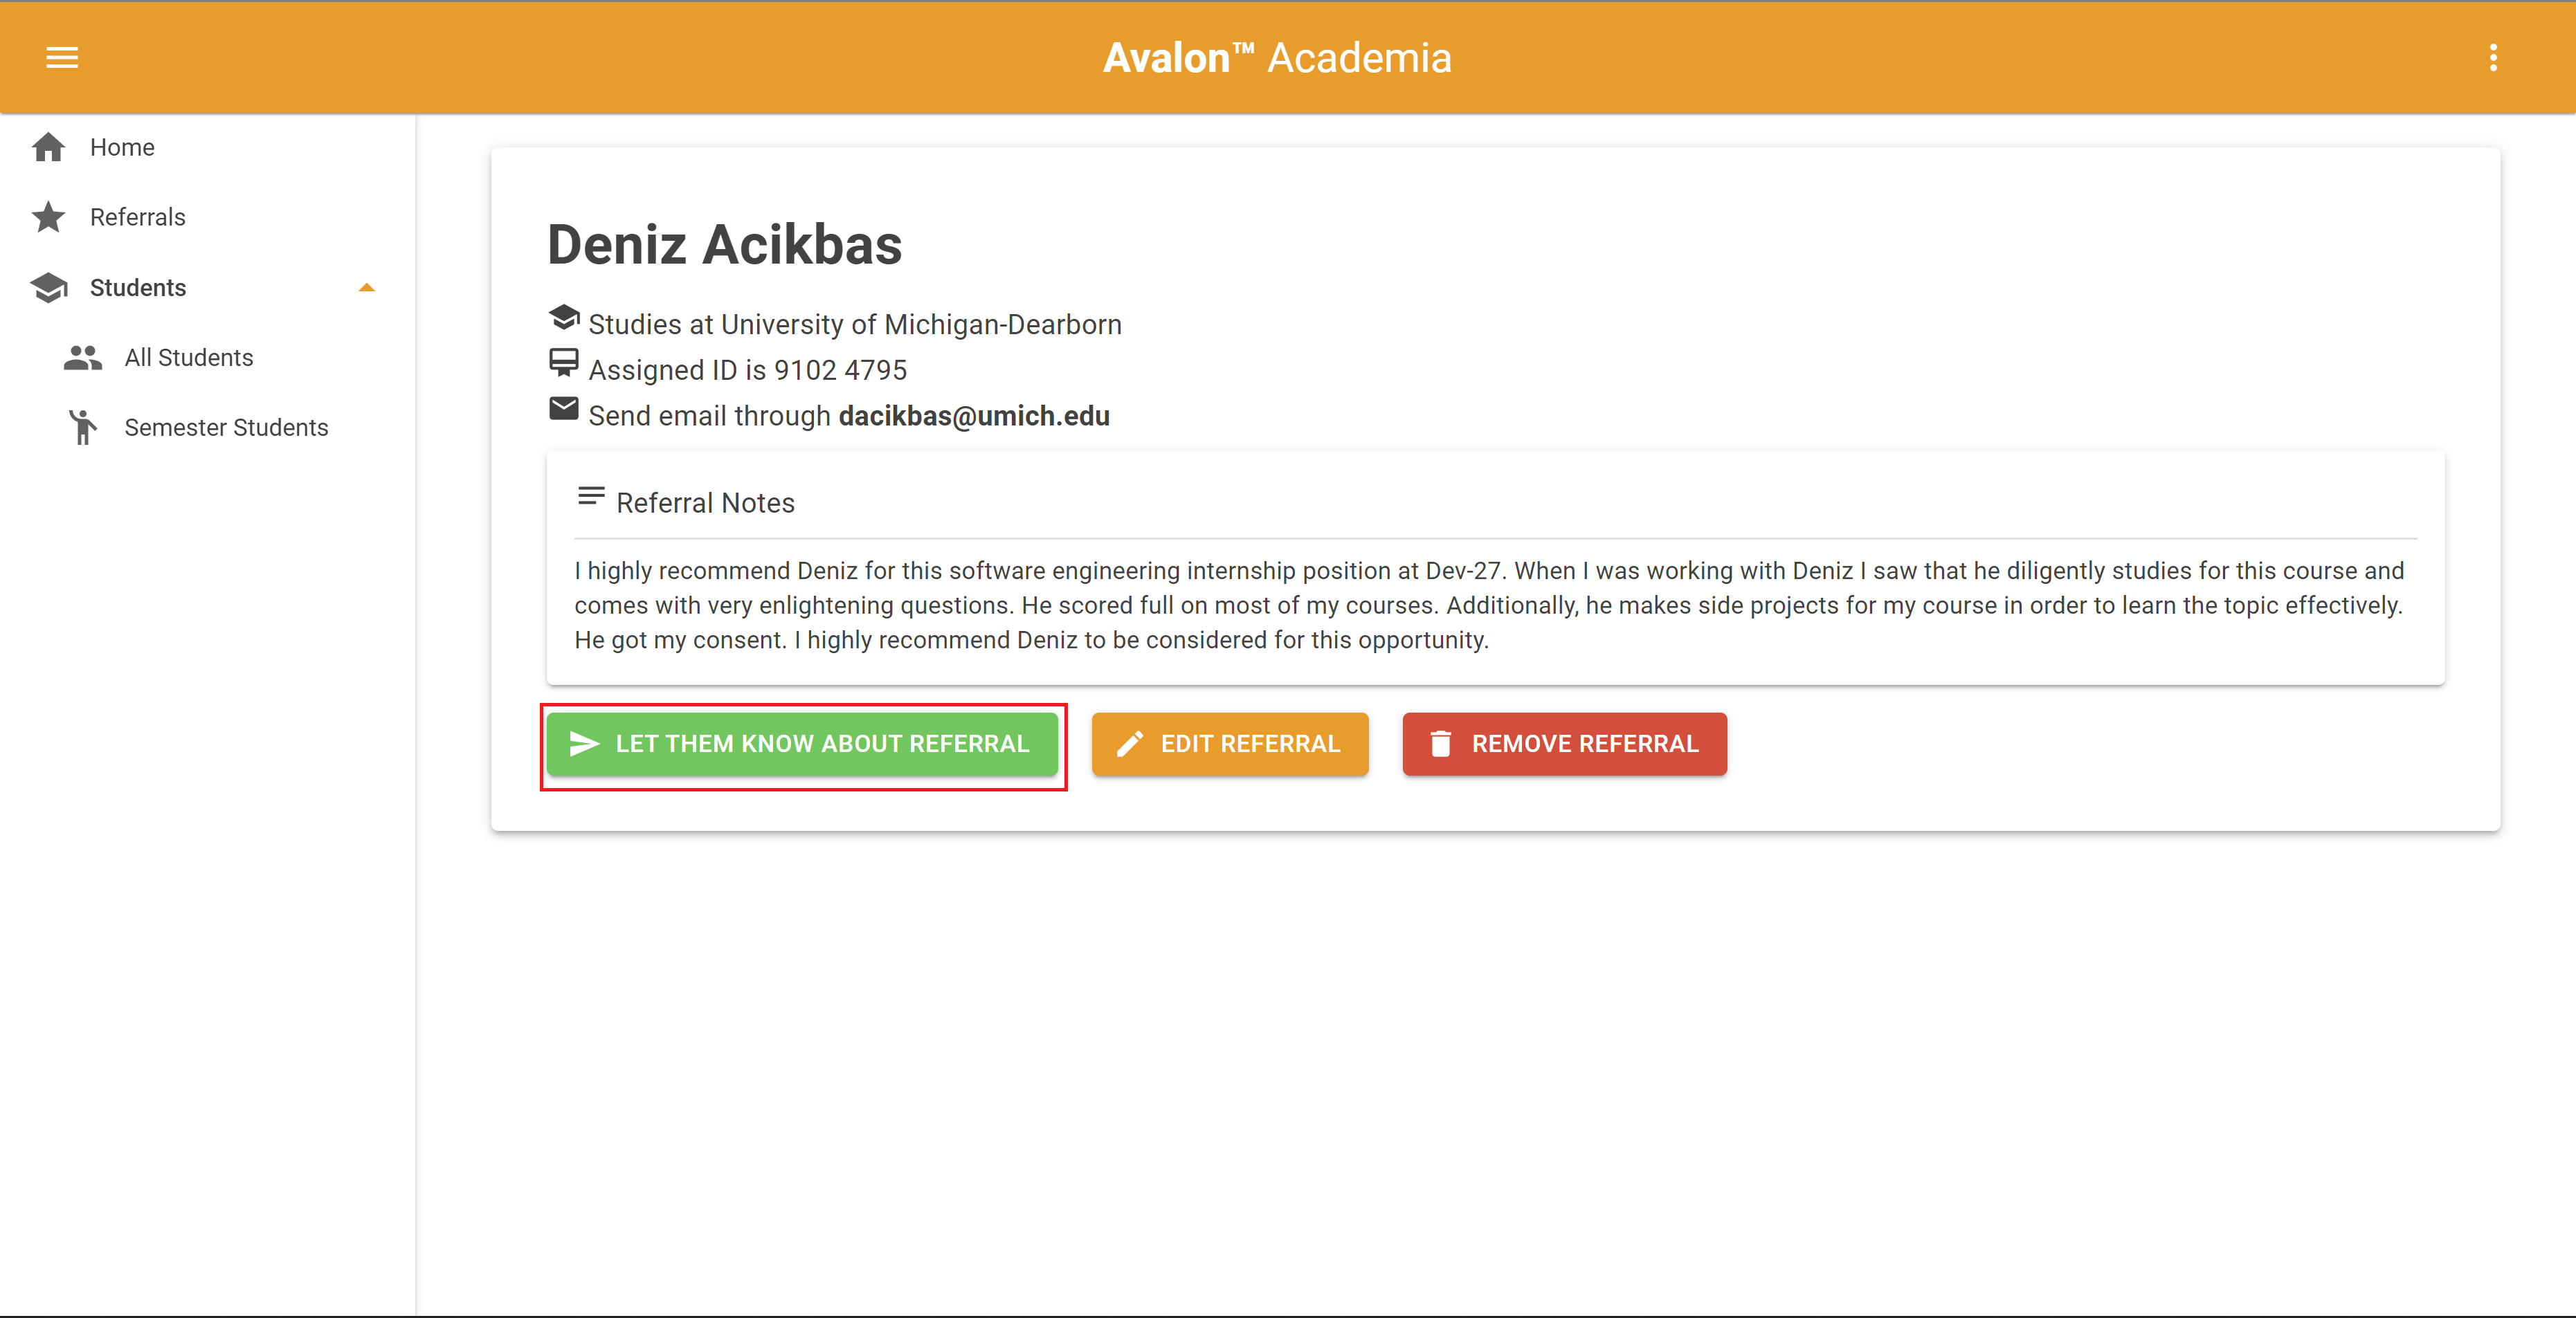 Avalon™ Academia
Home
Referrals
Students
All Students
Semester Students
Deniz Acikbas
Studies at University of Michigan-Dearborn
Assigned ID is 9102 4795
Send email through dacikbas@umich.edu
Referral Notes
I highly recommend Deniz for this software engineering internship position at Dev-27. When I was working with Deniz I saw that he diligently studies for this course and
comes with very enlightening questions. He scored full on most of my courses. Additionally, he makes side projects for my course in order to learn the topic effectively.
He got my consent. I highly recommend Deniz to be considered for this opportunity.
LET THEM KNOW ABOUT REFERRAL
EDIT REFERRAL
REMOVE REFERRAL